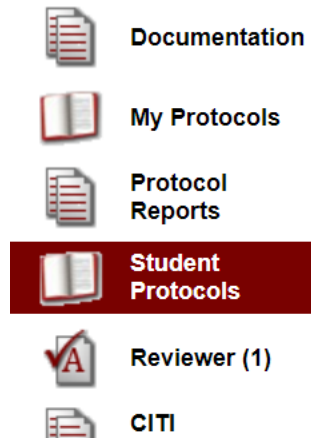 Documentation
My Protocols
Protocol
Reports
Student
Protocols
A
Reviewer (1)
CITI